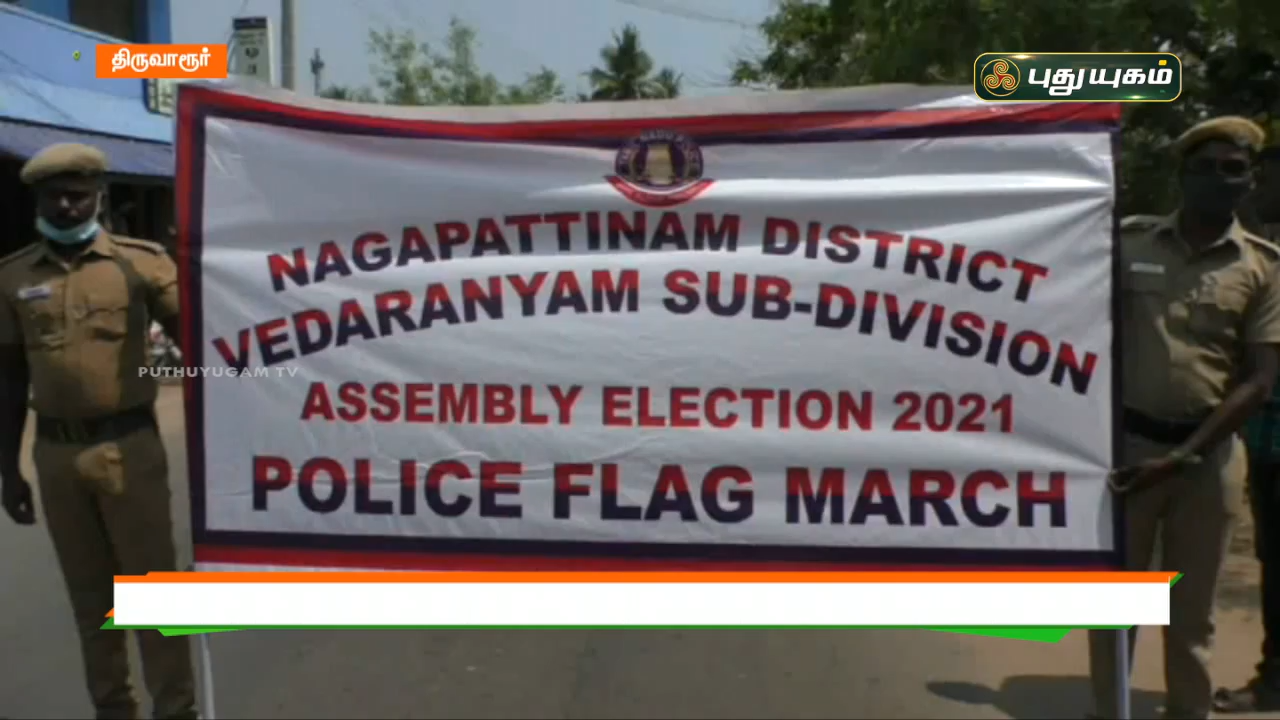 திருவாரூர்
புதுயுகம்
NAGAPATTINAM DISTRICT
VEDARANYAM SUB-DIVISION
PUTHUYUGAM TV
ASSEMBLY ELECTION 2021
POLICE FLAG MARCH